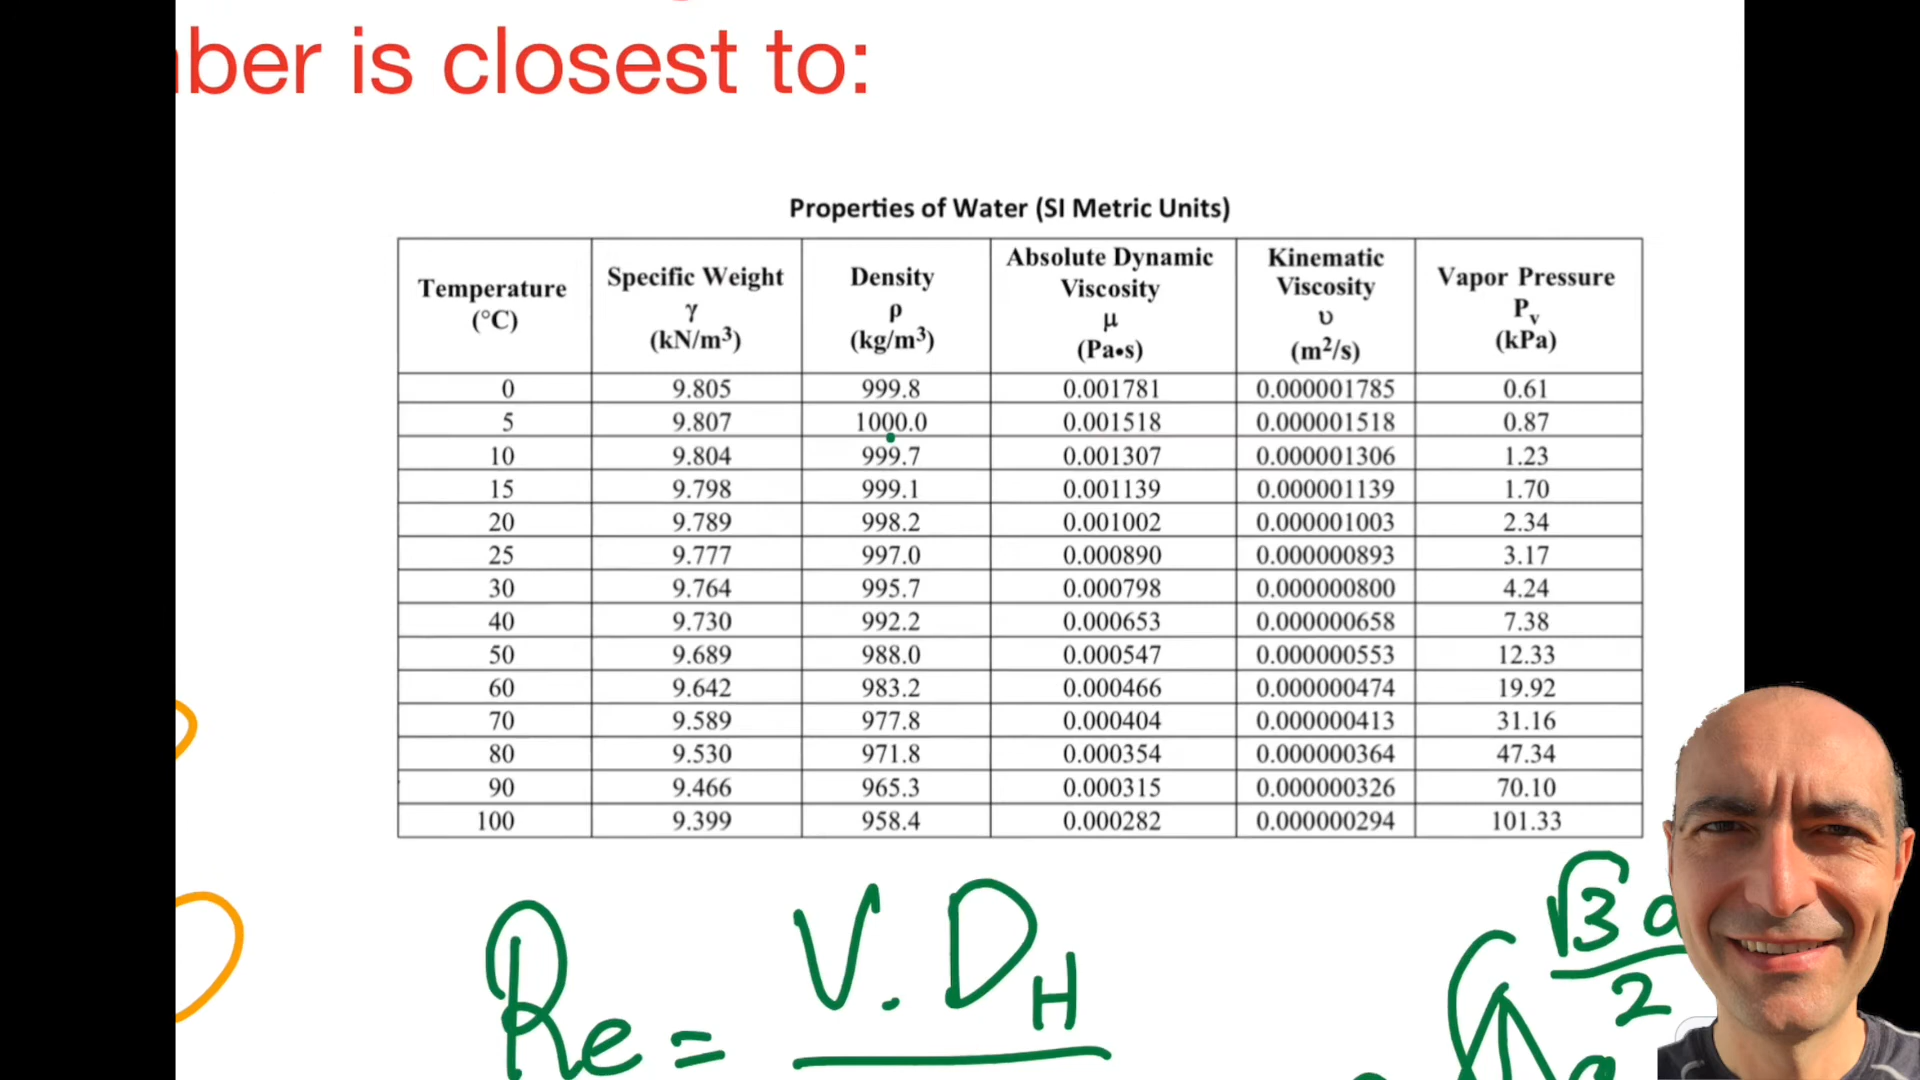 ber is closest to:
Properties of Water (SI Metric Units)
Temperature (°C) Specific Weight γ (kN/m³) Density ρ (kg/m³) Absolute Dynamic Viscosity μ (Pa•s) Kinematic Viscosity υ (m²/s) Vapor Pressure Pv (kPa)
0 9.805 999.8 0.001781 0.000001785 0.61
5 9.807 1000.0 0.001518 0.000001518 0.87
10 9.804 999.7 0.001307 0.000001306 1.23
15 9.798 999.1 0.001139 0.000001139 1.70
20 9.789 998.2 0.001002 0.000001003 2.34
25 9.777 997.0 0.000890 0.000000893 3.17
30 9.764 995.7 0.000798 0.000000800 4.24
40 9.730 992.2 0.000653 0.000000658 7.38
50 9.689 988.0 0.000547 0.000000553 12.33
60 9.642 983.2 0.000466 0.000000474 19.92
70 9.589 977.8 0.000404 0.000000413 31.16
80 9.530 971.8 0.000354 0.000000364 47.34
90 9.466 965.3 0.000315 0.000000326 70.10
100 9.399 958.4 0.000282 0.000000294 101.33
√3 a
2
Re = V.DH